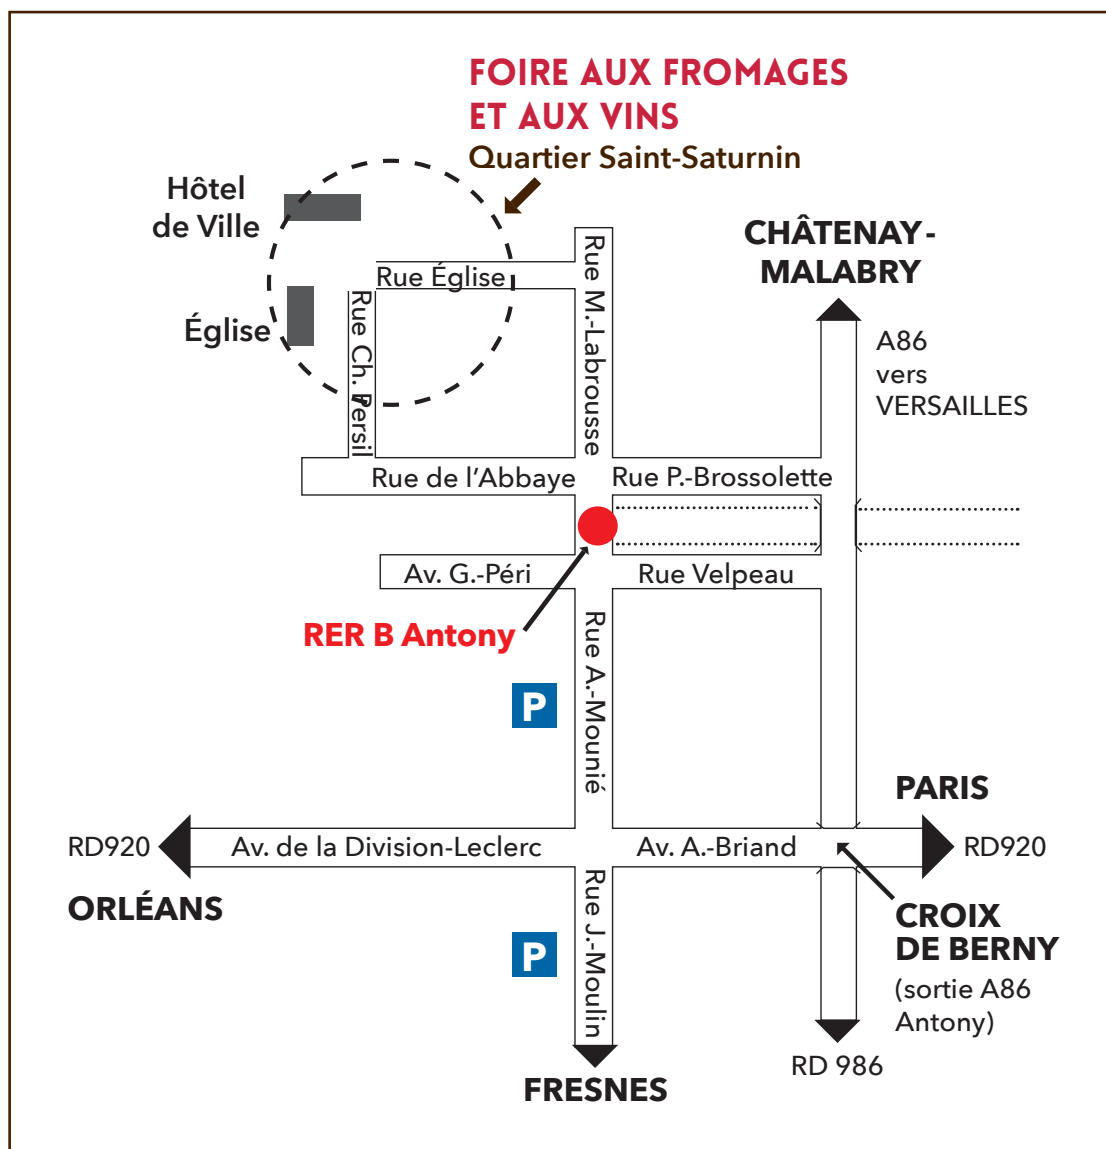 FOIRE AUX FROMAGES
ET AUX VINS
Quartier Saint-Saturnin
Hôtel
de Ville
Église
Rue Église
Rue Ch. Persil
Rue M.-Labrousse
CHÂTENAY-
MALABRY
A86
vers
VERSAILLES
Rue de l'Abbaye
Rue P.-Brossolette
Av. G.-Péri
Rue Velpeau
RER B Antony
Rue A.-Mounié
P
PARIS
RD920
Av. de la Division-Leclerc
Av. A.-Briand
RD920
ORLÉANS
Rue J.-Moulin
P
CROIX
DE BERNY
(sortie A86
Antony)
RD 986
FRESNES